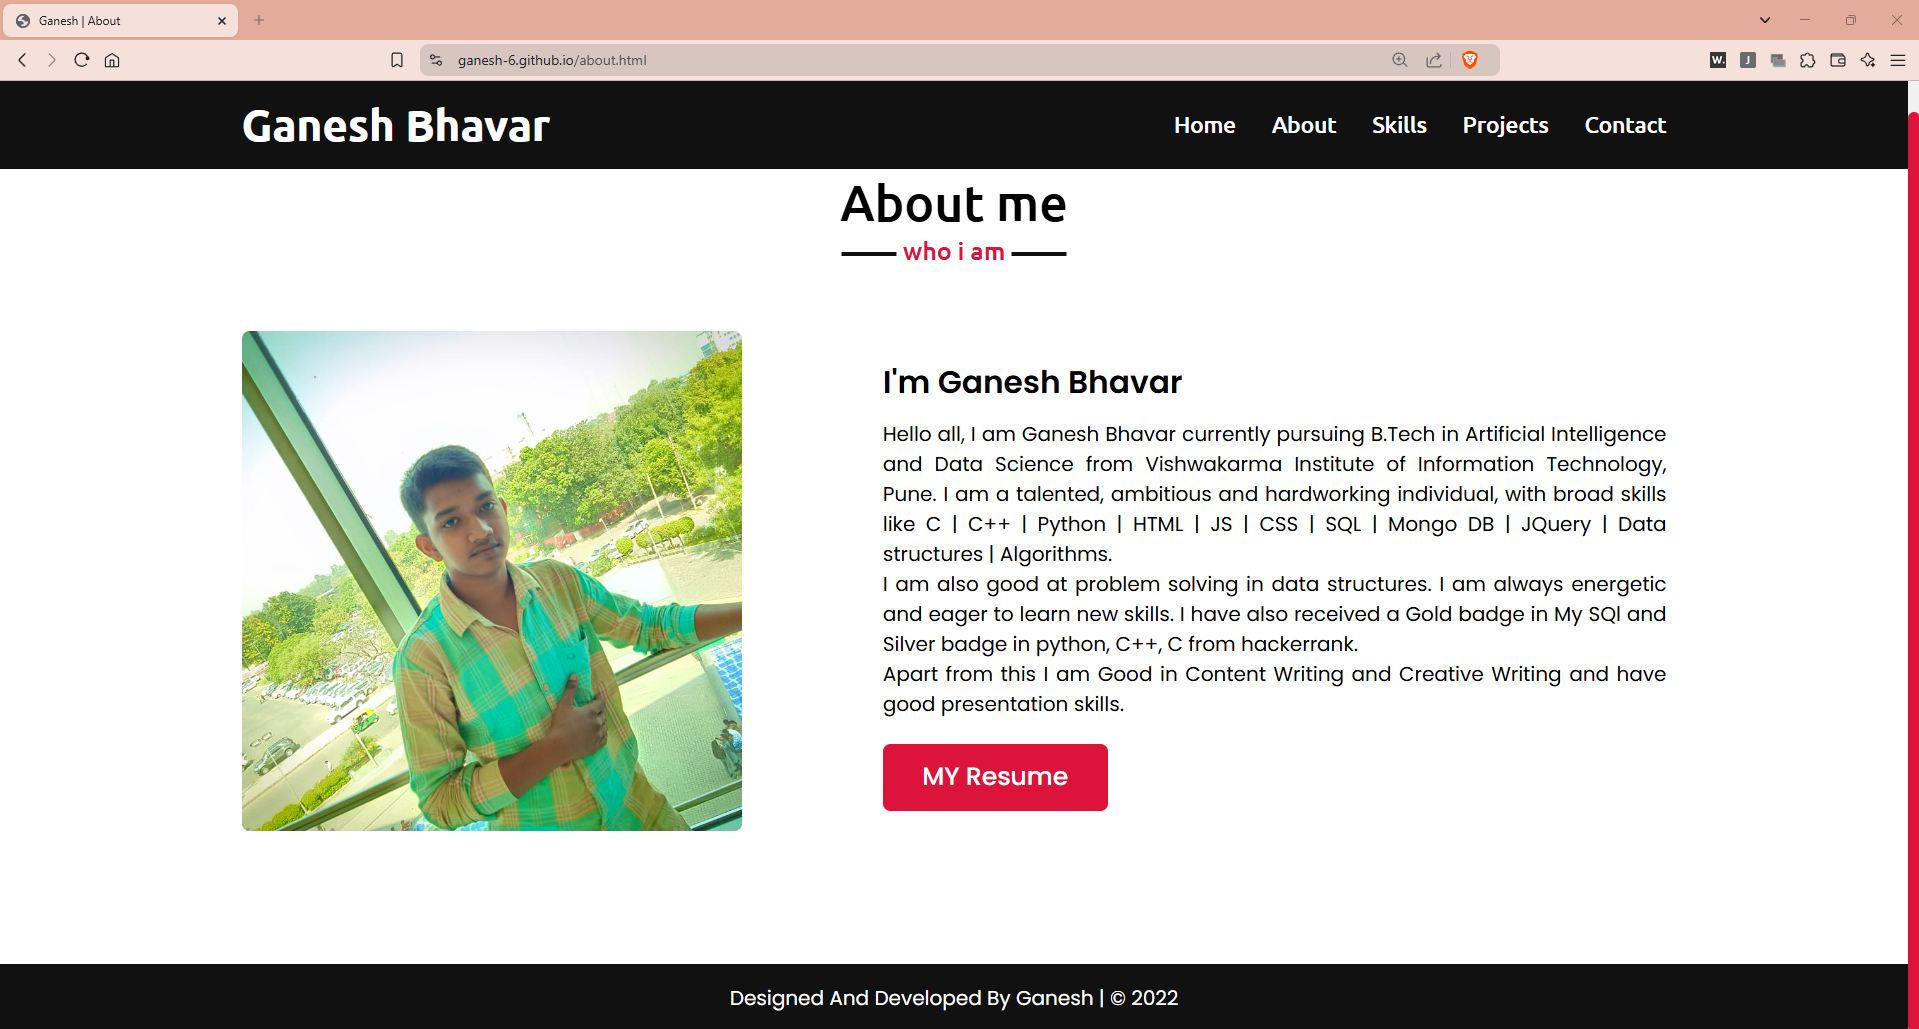 Ganesh | About
ganesh-6.github.io/about.html
W.
J
Ganesh Bhavar
Home About Skills Projects Contact
About me
who i am
I'm Ganesh Bhavar
Hello all, I am Ganesh Bhavar currently pursuing B.Tech in Artificial Intelligence
and Data Science from Vishwakarma Institute of Information Technology,
Pune. I am a talented, ambitious and hardworking individual, with broad skills
like C | C++ | Python | HTML | JS | CSS | SQL | Mongo DB | JQuery | Data
structures | Algorithms.
I am also good at problem solving in data structures. I am always energetic
and eager to learn new skills. I have also received a Gold badge in My SQl and
Silver badge in python, C++, C from hackerrank.
Apart from this I am Good in Content Writing and Creative Writing and have
good presentation skills.
MY Resume
Designed And Developed By Ganesh | © 2022